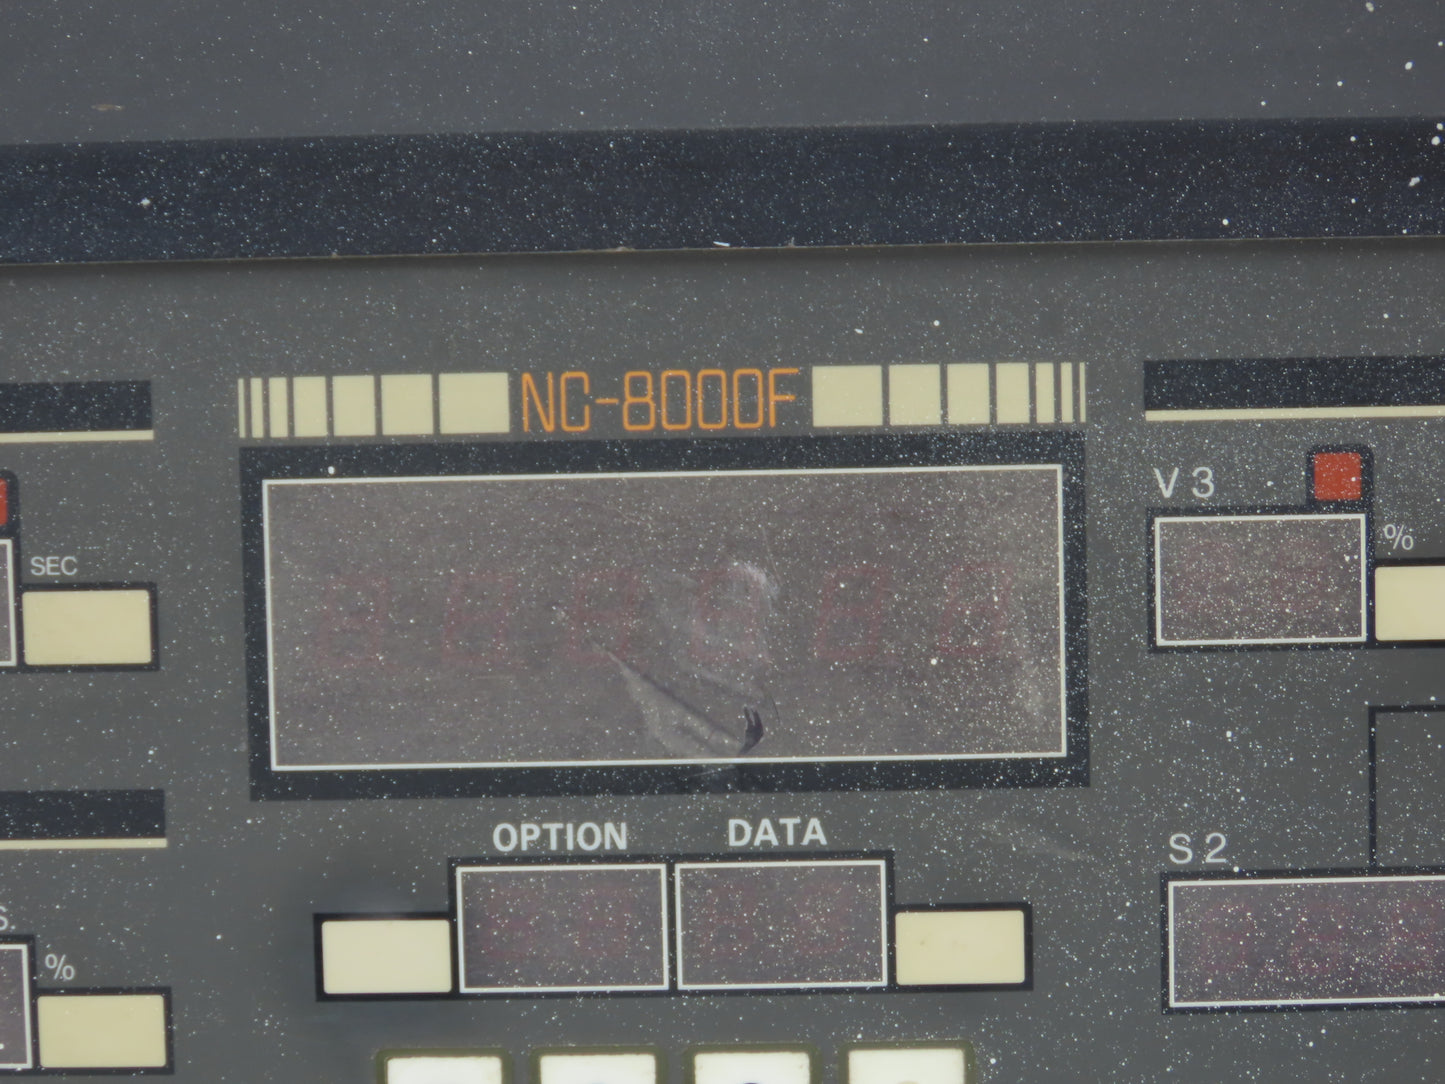 NC-8000F
V 3
%
SEC
OPTION
DATA
S 2
S
%